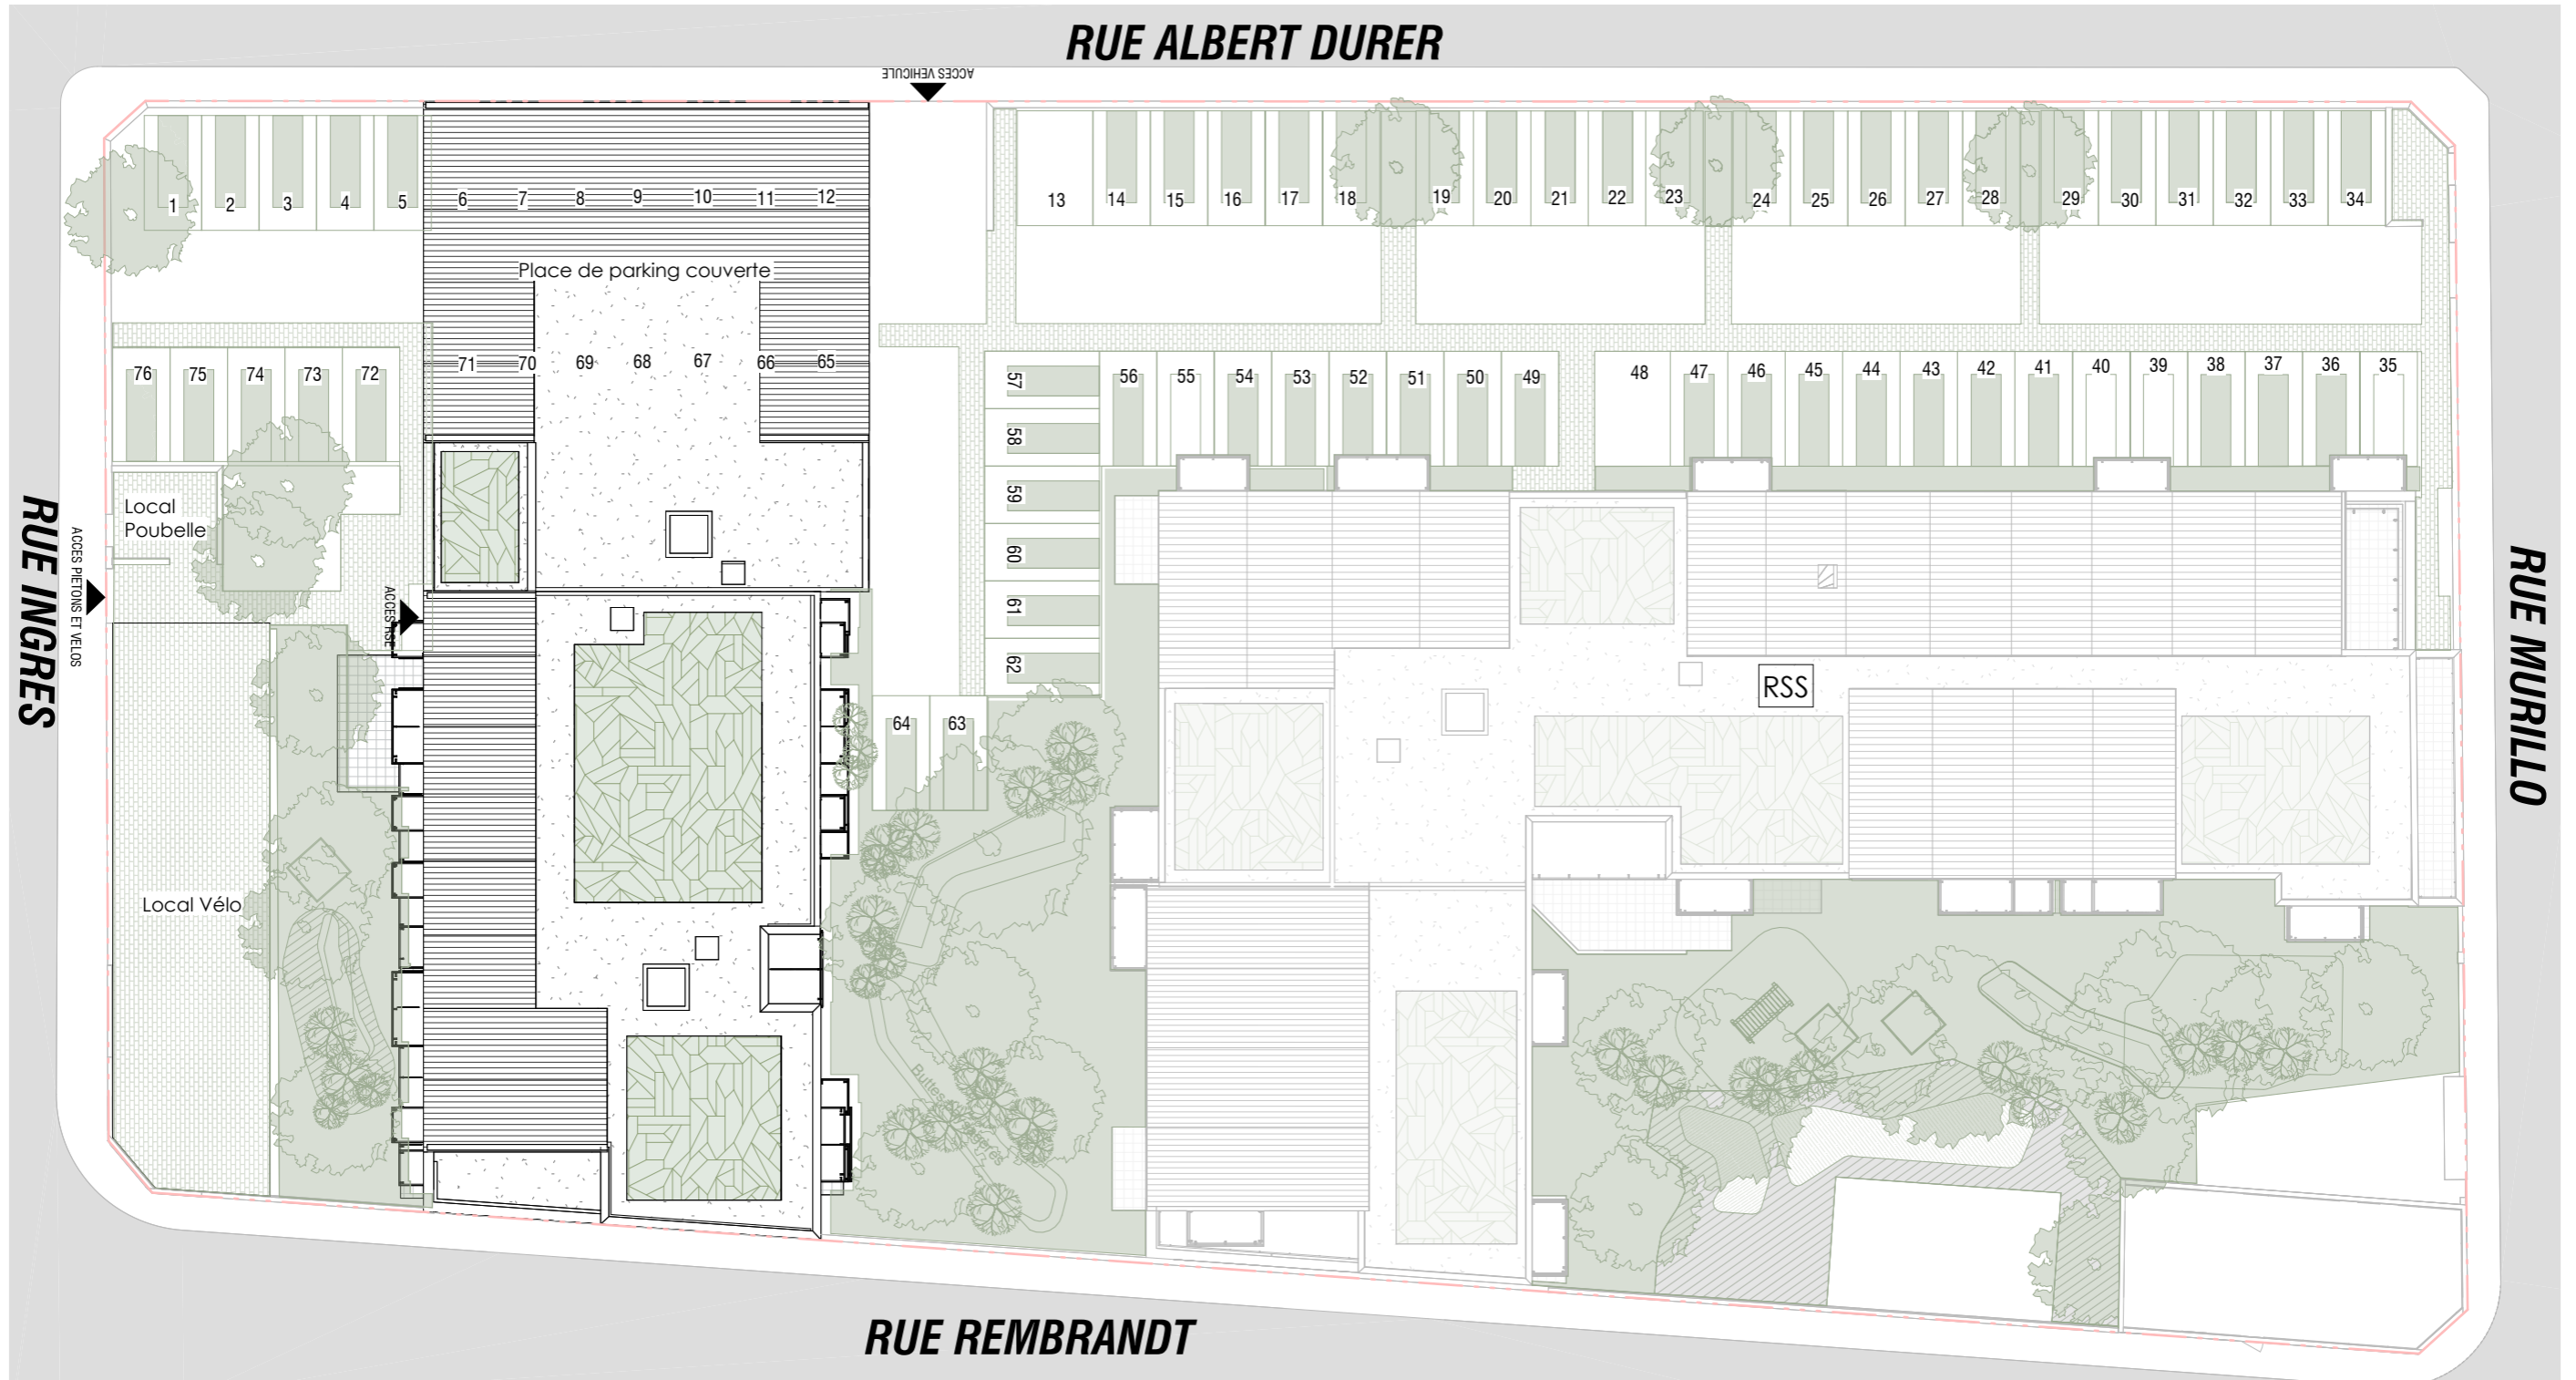 RUE ALBERT DURER
ACCES VEHICULE
1 2 3 4 5 6 7 8 9 10 11 12 13 14 15 16 17 18 19 20 21 22 23 24 25 26 27 28 29 30 31 32 33 34
Place de parking couverte
76 75 74 73 72 71 70 69 68 67 66 65
57 56 55 54 53 52 51 50 49 48 47 46 45 44 43 42 41 40 39 38 37 36 35
58
59
60
61
62
64 63
Local
Poubelle
RUE INGRES
ACCES PIETONS ET VELOS
RSS
RUE MURILLO
Local Vélo
RUE REMBRANDT